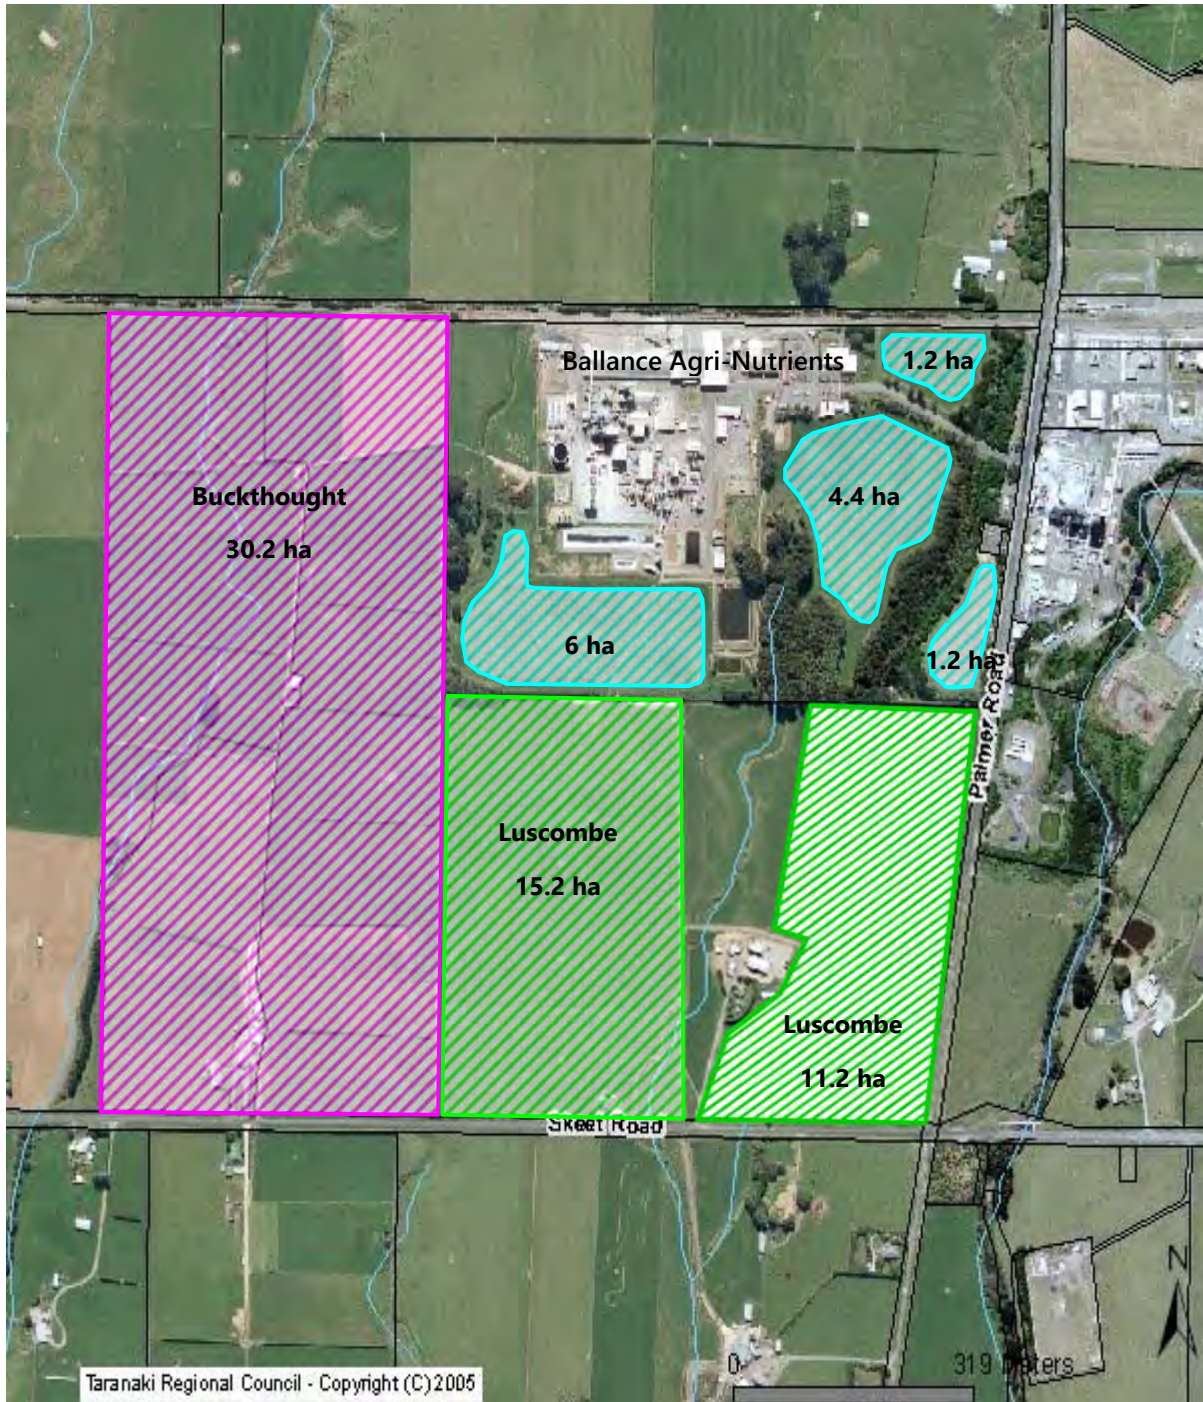 Ballance Agri-Nutrients
1.2 ha
Buckthought
30.2 ha
4.4 ha
6 ha
1.2 ha
Palmer Road
Luscombe
15.2 ha
Luscombe
11.2 ha
Skeet Road
N
0
319 Meters
Taranaki Regional Council - Copyright (C)2005